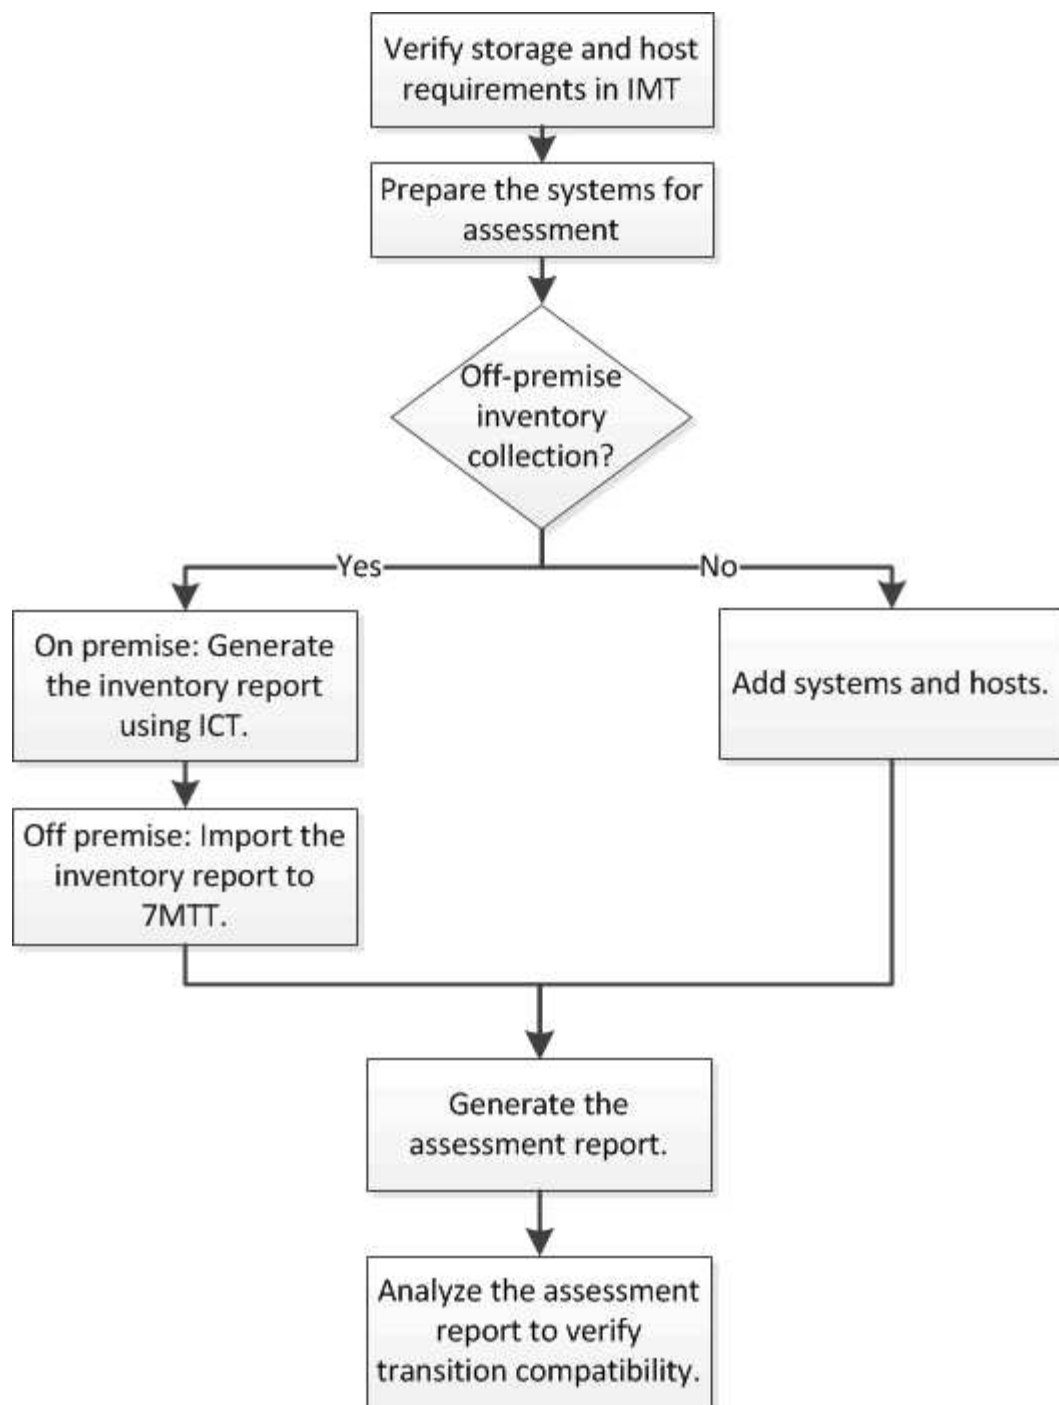 Verify storage and host
requirements in IMT
Prepare the systems for
assessment
Off-premise
inventory
collection?
Yes
No
On premise: Generate
the inventory report
using ICT.
Add systems and hosts.
Off premise: Import the
inventory report to
7MTT.
Generate the
assessment report.
Analyze the assessment
report to verify
transition compatibility.